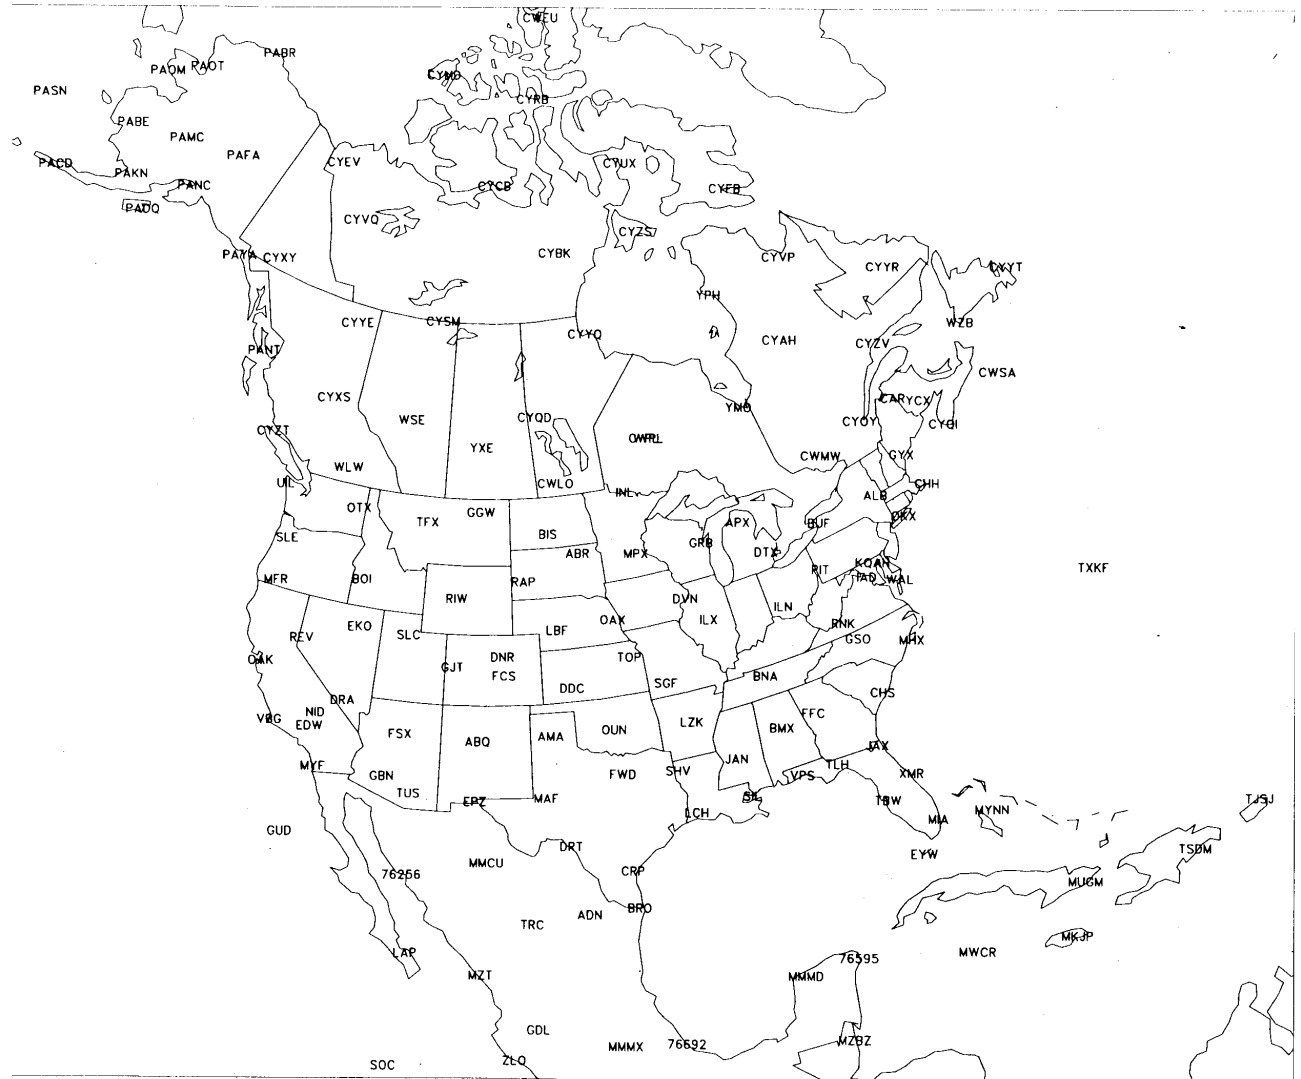 CWEU
PABR
PAOM PAOT
CYMD
PASN
CYRB
PABE
PAMC
PAFA
PACD
CYEV
CYUX
PAKN
PANC
CYCB
CYFB
PADQ
CYVQ
CYZS
PAYA CYXY
CYBK
CYVP
CYYR
CYYT
YPH
CYYE
CYSM
WZB
CYYQ
CYAH
CYZV
PANT
CWSA
CYXS
CAR YCX
YMO
WSE
CYQD
CYOY
CYQI
CYZT
YXE
CWMW
GYX
WLW
UIL
CWLO
INL
CHH
ALB
OTX
TFX
GGW
APX
BUF
OKX
SLE
BIS
GRB
ABR
MPX
DTX
KQAH
PIT
IAD
WAL
TXKF
MFR
BOI
RAP
RIW
DVN
ILX
ILN
OAX
EKO
LBF
RNK
REV
SLC
GSO
MHX
OAK
GJT
DNR
TOP
FCS
BNA
DDC
SGF
CHS
DRA
NID
VBG
EDW
FFC
LZK
FSX
ABQ
AMA
OUN
BMX
JAX
JAN
MYF
GBN
FWD
SHV
VPS
TLH
XMR
TUS
EPZ
MAF
SIL
TBW
TJSJ
LCH
MYNN
MIA
GUD
DRT
EYW
TSDM
MMCU
CRP
76256
MUGM
BRO
ADN
TRC
MKJP
LAP
MWCR
76595
MZT
MMMD
GDL
MMMX
76692
MZBZ
SOC
ZLO